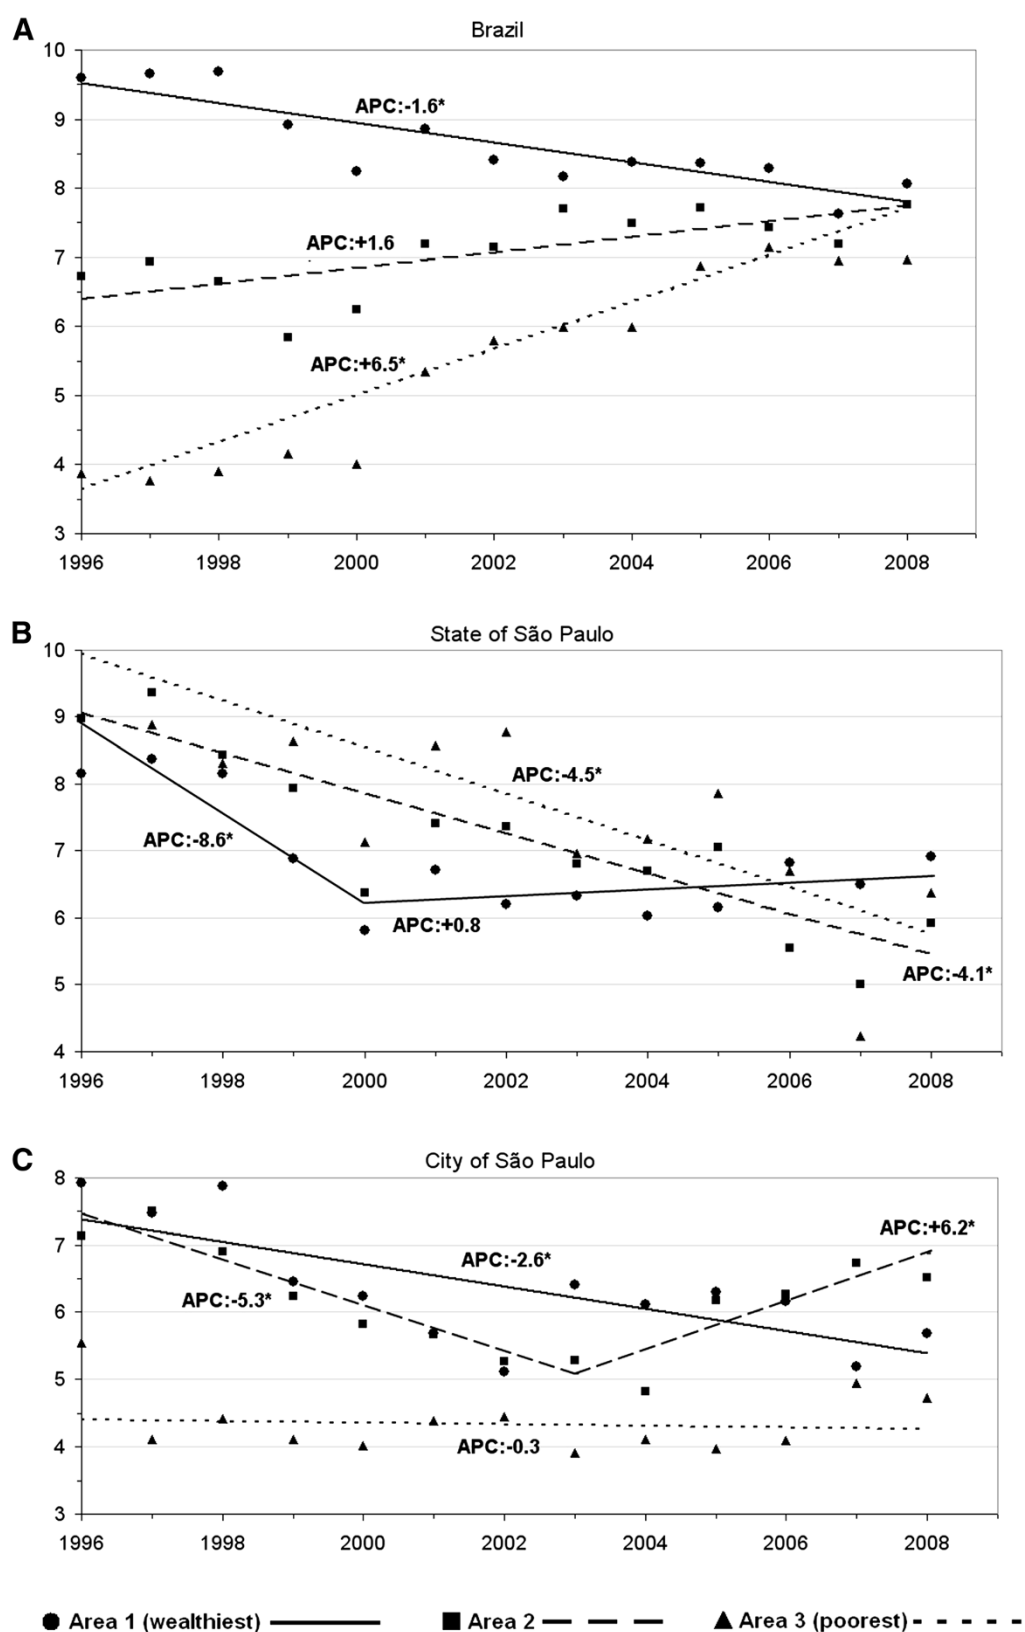 A
Brazil
10
9
8
7
6
5
4
3
APC:-1.6*
APC:+1.6
APC:+6.5*
1996 1998 2000 2002 2004 2006 2008
B
State of São Paulo
10
9
8
7
6
5
4
APC:-4.5*
APC:-8.6*
APC:+0.8
APC:-4.1*
1996 1998 2000 2002 2004 2006 2008
C
City of São Paulo
8
7
6
5
4
3
APC:+6.2*
APC:-2.6*
APC:-5.3*
APC:-0.3
1996 1998 2000 2002 2004 2006 2008
Area 1 (wealthiest) Area 2 Area 3 (poorest)